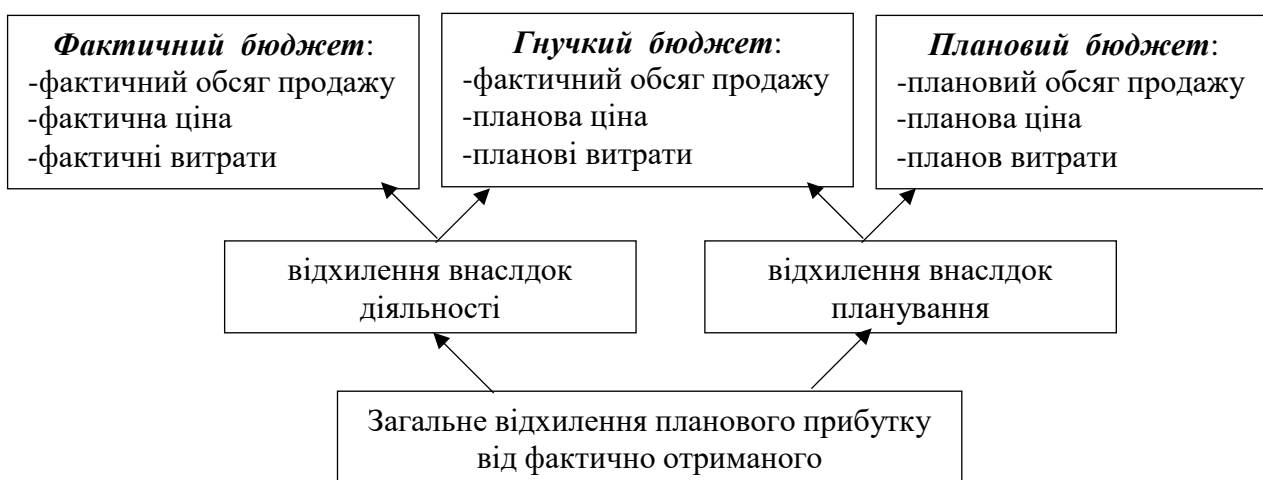 Фактичний бюджет:
-фактичний обсяг продажу
-фактична ціна
-фактичні витрати
Гнучкий бюджет:
-фактичний обсяг продажу
-планова ціна
-планові витрати
Плановий бюджет:
-плановий обсяг продажу
-планова ціна
-планов витрати
відхилення внаслдок
діяльності
відхилення внаслдок
планування
Загальне відхилення планового прибутку
від фактично отриманого